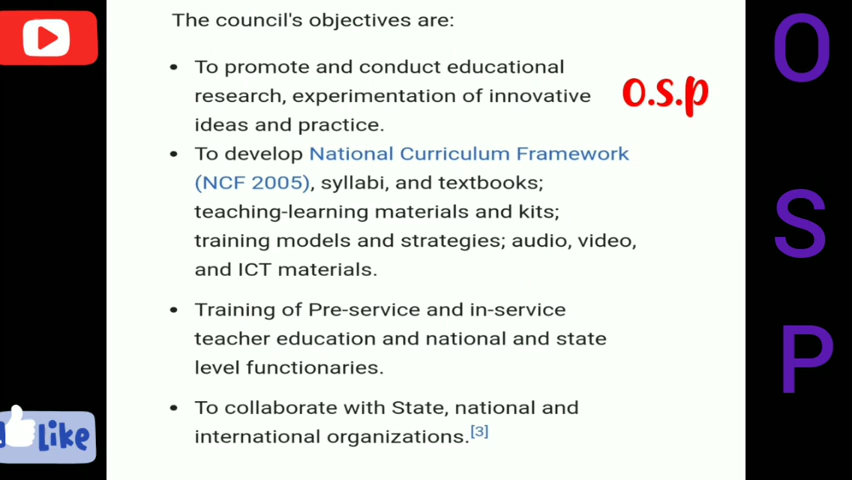 The council's objectives are:
• To promote and conduct educational
research, experimentation of innovative
ideas and practice.
• To develop National Curriculum Framework
(NCF 2005), syllabi, and textbooks;
teaching-learning materials and kits;
training models and strategies; audio, video,
and ICT materials.
• Training of Pre-service and in-service
teacher education and national and state
level functionaries.
• To collaborate with State, national and
international organizations.[3]
o.s.p
O
S
P
Like